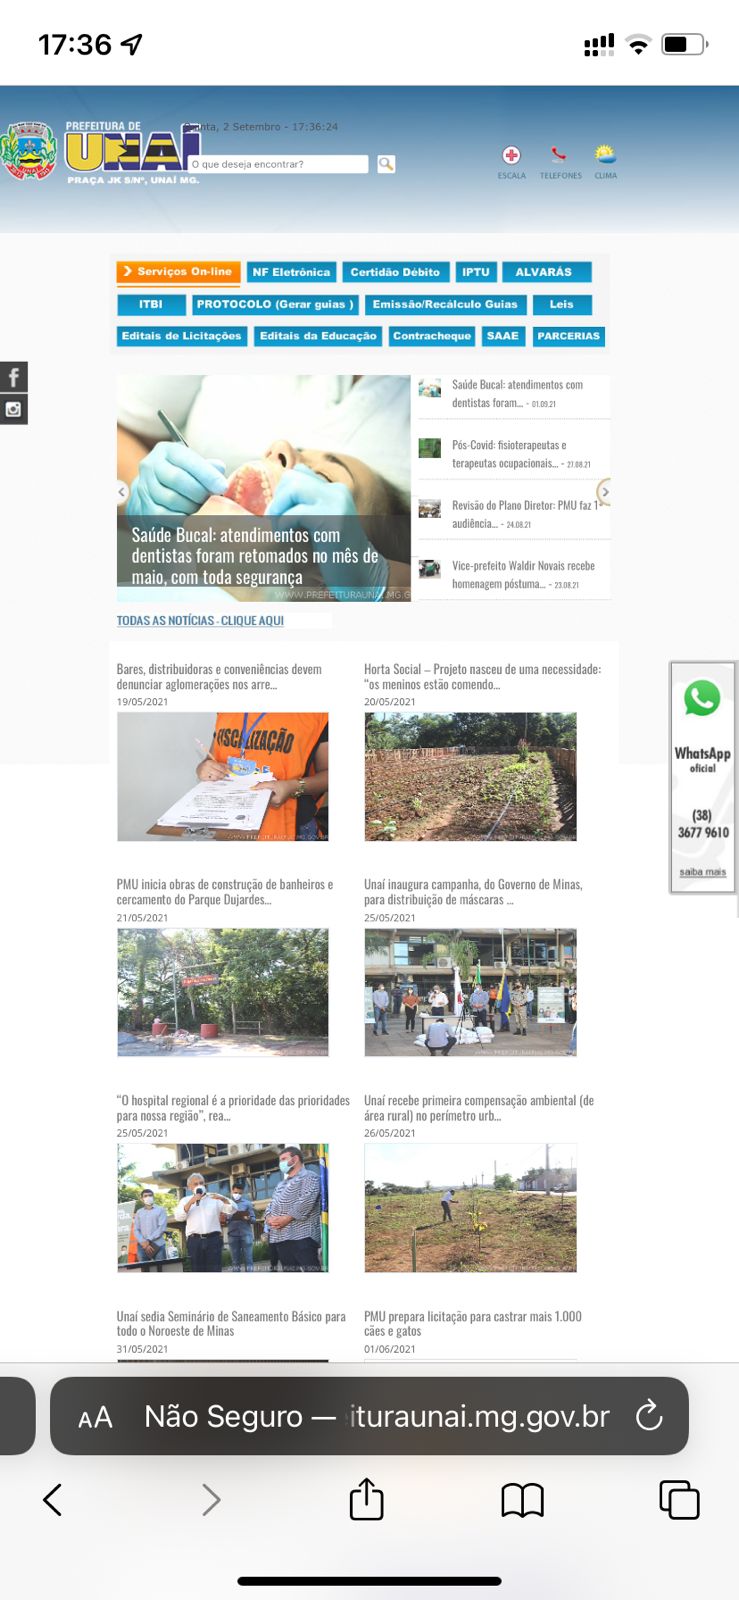 17:36
PREFEITURA DE
UNAÍ
PRAÇA JK S/Nº, UNAÍ MG.
2 Setembro - 17:36:24
O que deseja encontrar?
ESCALA
TELEFONES
CLIMA
Serviços On-line
NF Eletrônica
Certidão Débito
IPTU
ALVARÁS
ITBI
PROTOCOLO (Gerar guias )
Emissão/Recálculo Guias
Leis
Editais de Licitações
Editais da Educação
Contracheque
SAAE
PARCERIAS
Saúde Bucal: atendimentos com
dentistas foram retomados no mês de
maio, com toda segurança
WWW.PREFEITURAUNAI.MG.G
Saúde Bucal: atendimentos com
dentistas foram... - 01.09.21
Pós-Covid: fisioterapeutas e
terapeutas ocupacionais... - 27.08.21
Revisão do Plano Diretor: PMU faz 1ª
audiência... - 24.08.21
Vice-prefeito Waldir Novais recebe
homenagem póstuma... - 23.08.21
TODAS AS NOTÍCIAS - CLIQUE AQUI
Bares, distribuidoras e conveniências devem
denunciar aglomerações nos arre...
19/05/2021
FISCALIZAÇÃO
Horta Social – Projeto nasceu de uma necessidade:
“os meninos estão comendo...
20/05/2021
PMU inicia obras de construção de banheiros e
cercamento do Parque Dujardes...
21/05/2021
Unaí inaugura campanha, do Governo de Minas,
para distribuição de máscaras ...
25/05/2021
“O hospital regional é a prioridade das prioridades
para nossa região”, rea...
25/05/2021
Unaí recebe primeira compensação ambiental (de
área rural) no perímetro urb...
26/05/2021
Unaí sedia Seminário de Saneamento Básico para
todo o Noroeste de Minas
31/05/2021
PMU prepara licitação para castrar mais 1.000
cães e gatos
01/06/2021
WhatsApp
oficial
(38)
3677 9610
saiba mais
AA
Não Seguro — ituraunai.mg.gov.br